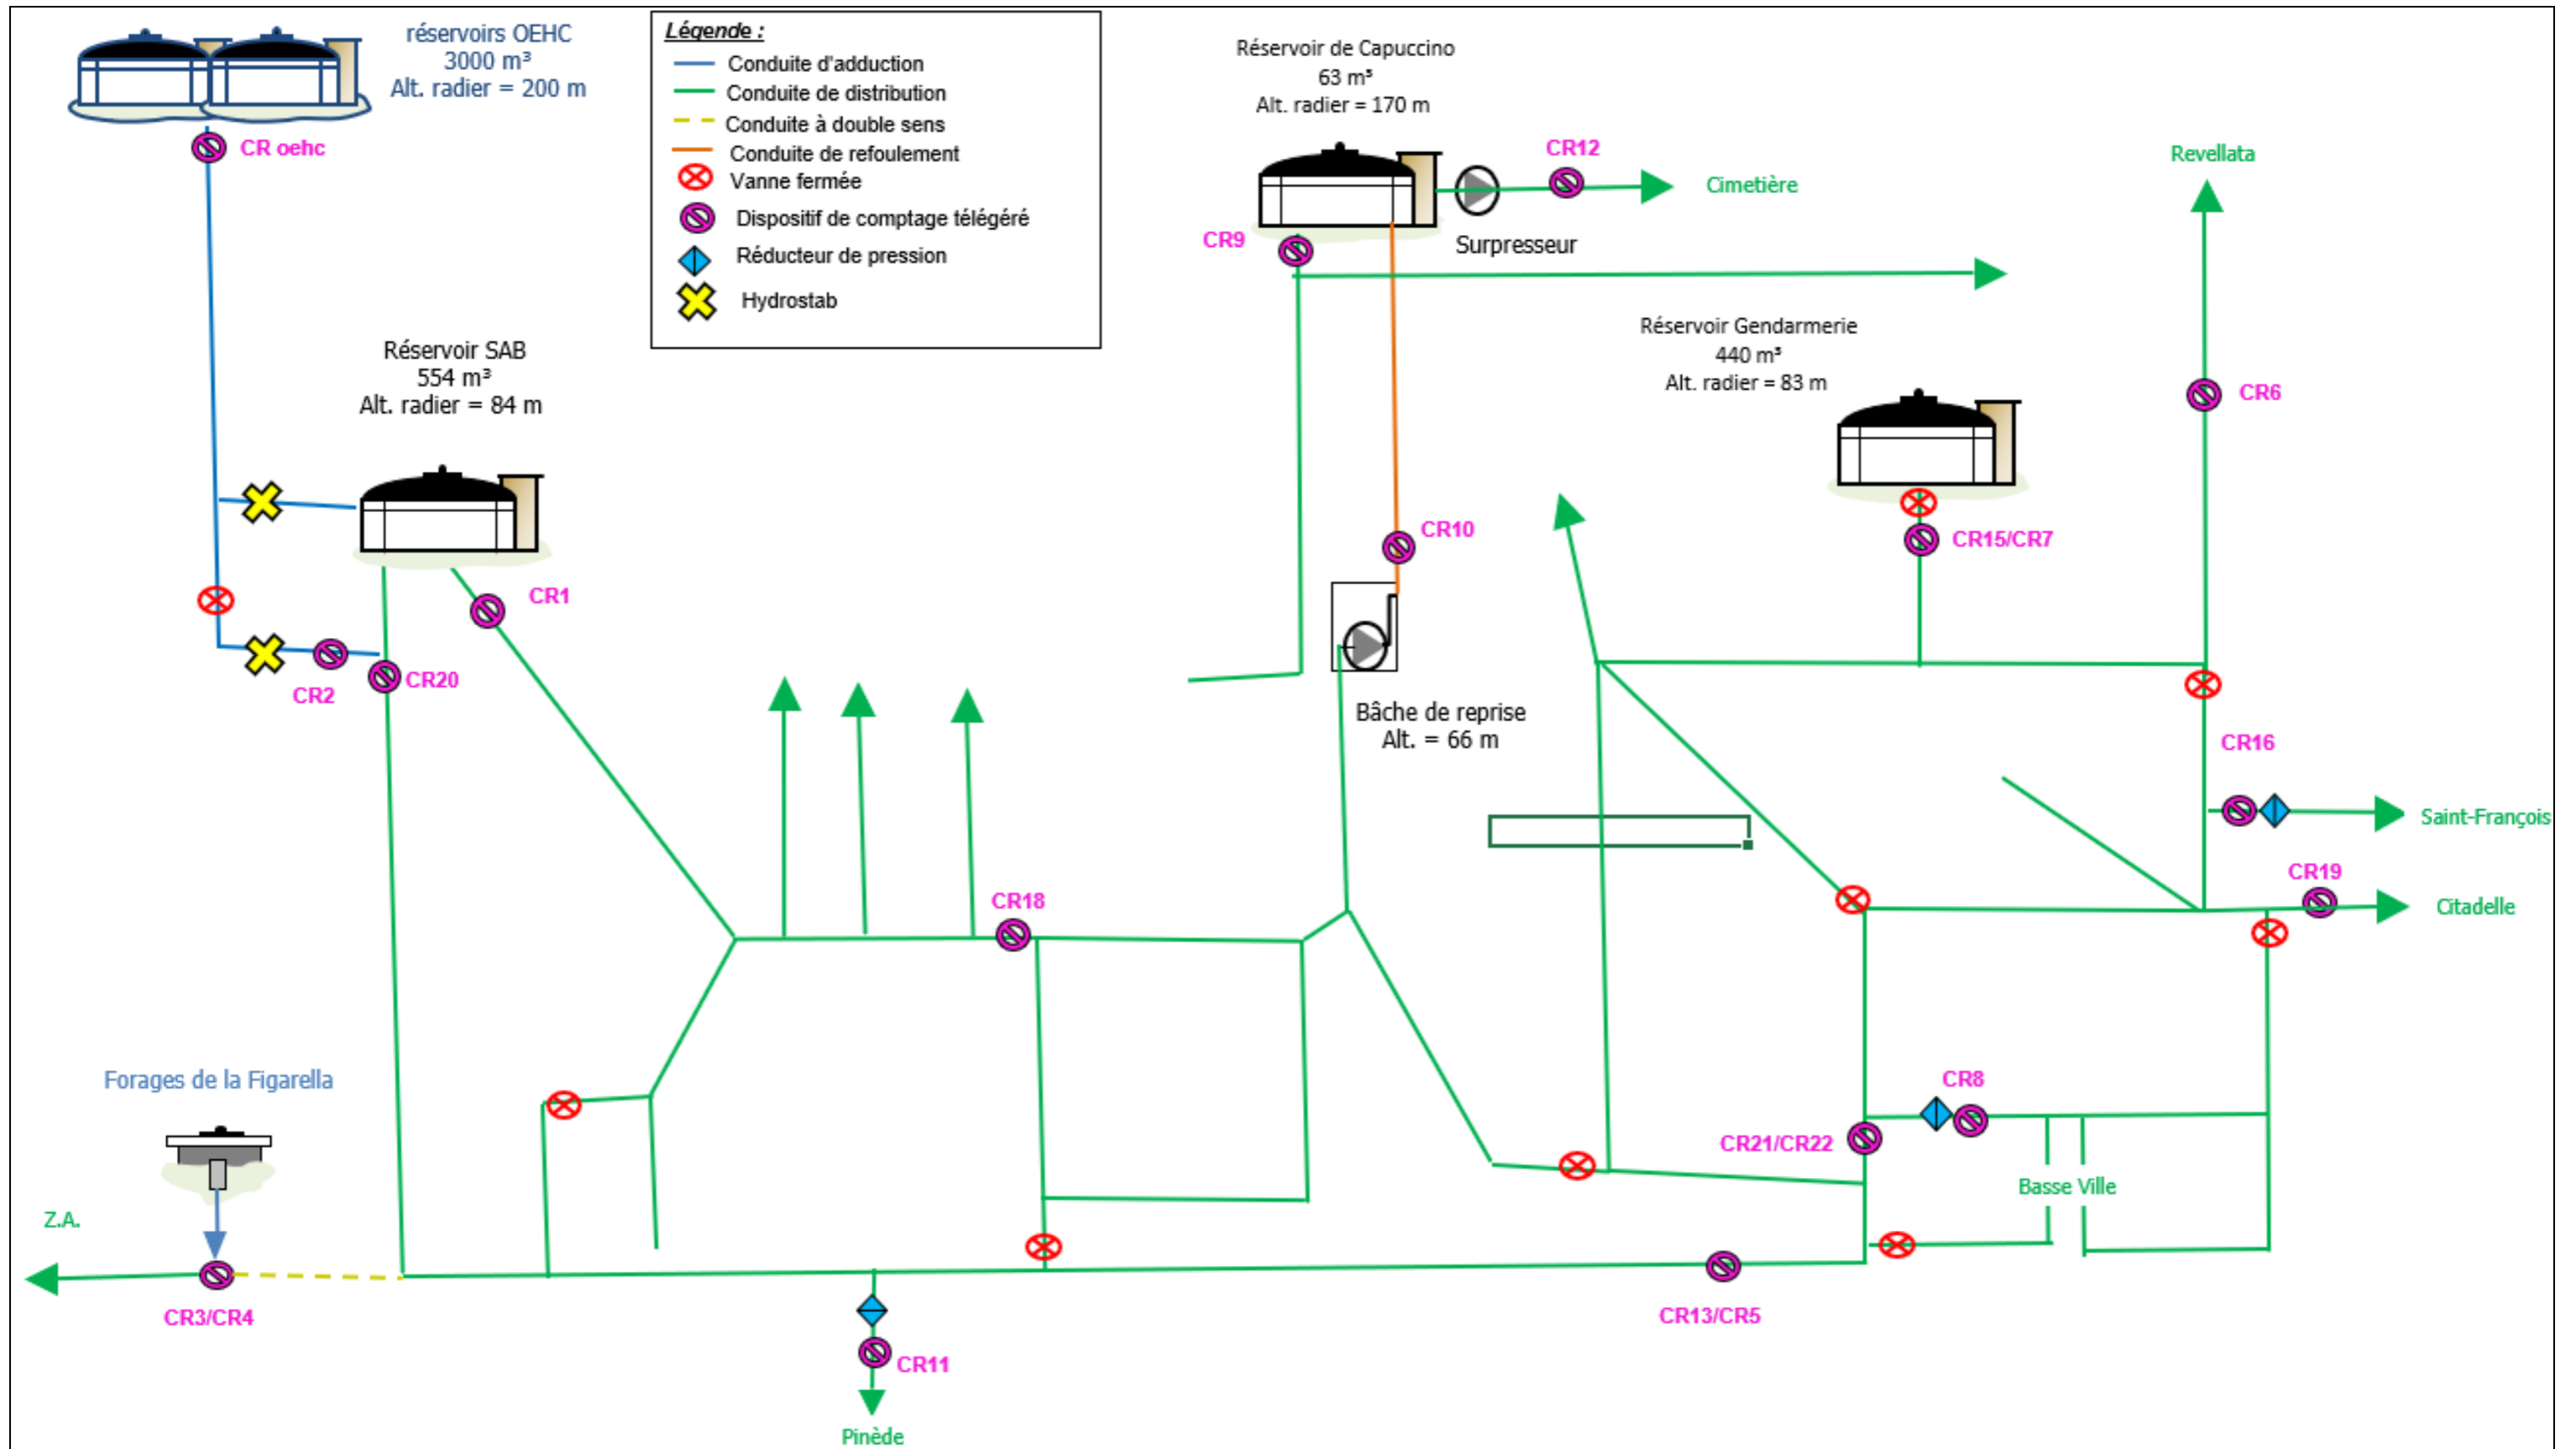 réservoirs OEHC
3000 m³
Alt. radier = 200 m
CR oehc
Légende :
Conduite d'adduction
Conduite de distribution
Conduite à double sens
Conduite de refoulement
Vanne fermée
Dispositif de comptage télégéré
Réducteur de pression
Hydrostab
Réservoir de Capuccino
63 m³
Alt. radier = 170 m
CR12
Cimetière
CR9
Surpresseur
Revellata
CR6
Réservoir Gendarmerie
440 m³
Alt. radier = 83 m
CR15/CR7
Réservoir SAB
554 m³
Alt. radier = 84 m
CR1
CR2
CR20
CR10
Bâche de reprise
Alt. = 66 m
CR16
Saint-François
CR19
Citadelle
CR18
CR8
CR21/CR22
Basse Ville
Forages de la Figarella
Z.A.
CR3/CR4
CR11
Pinède
CR13/CR5